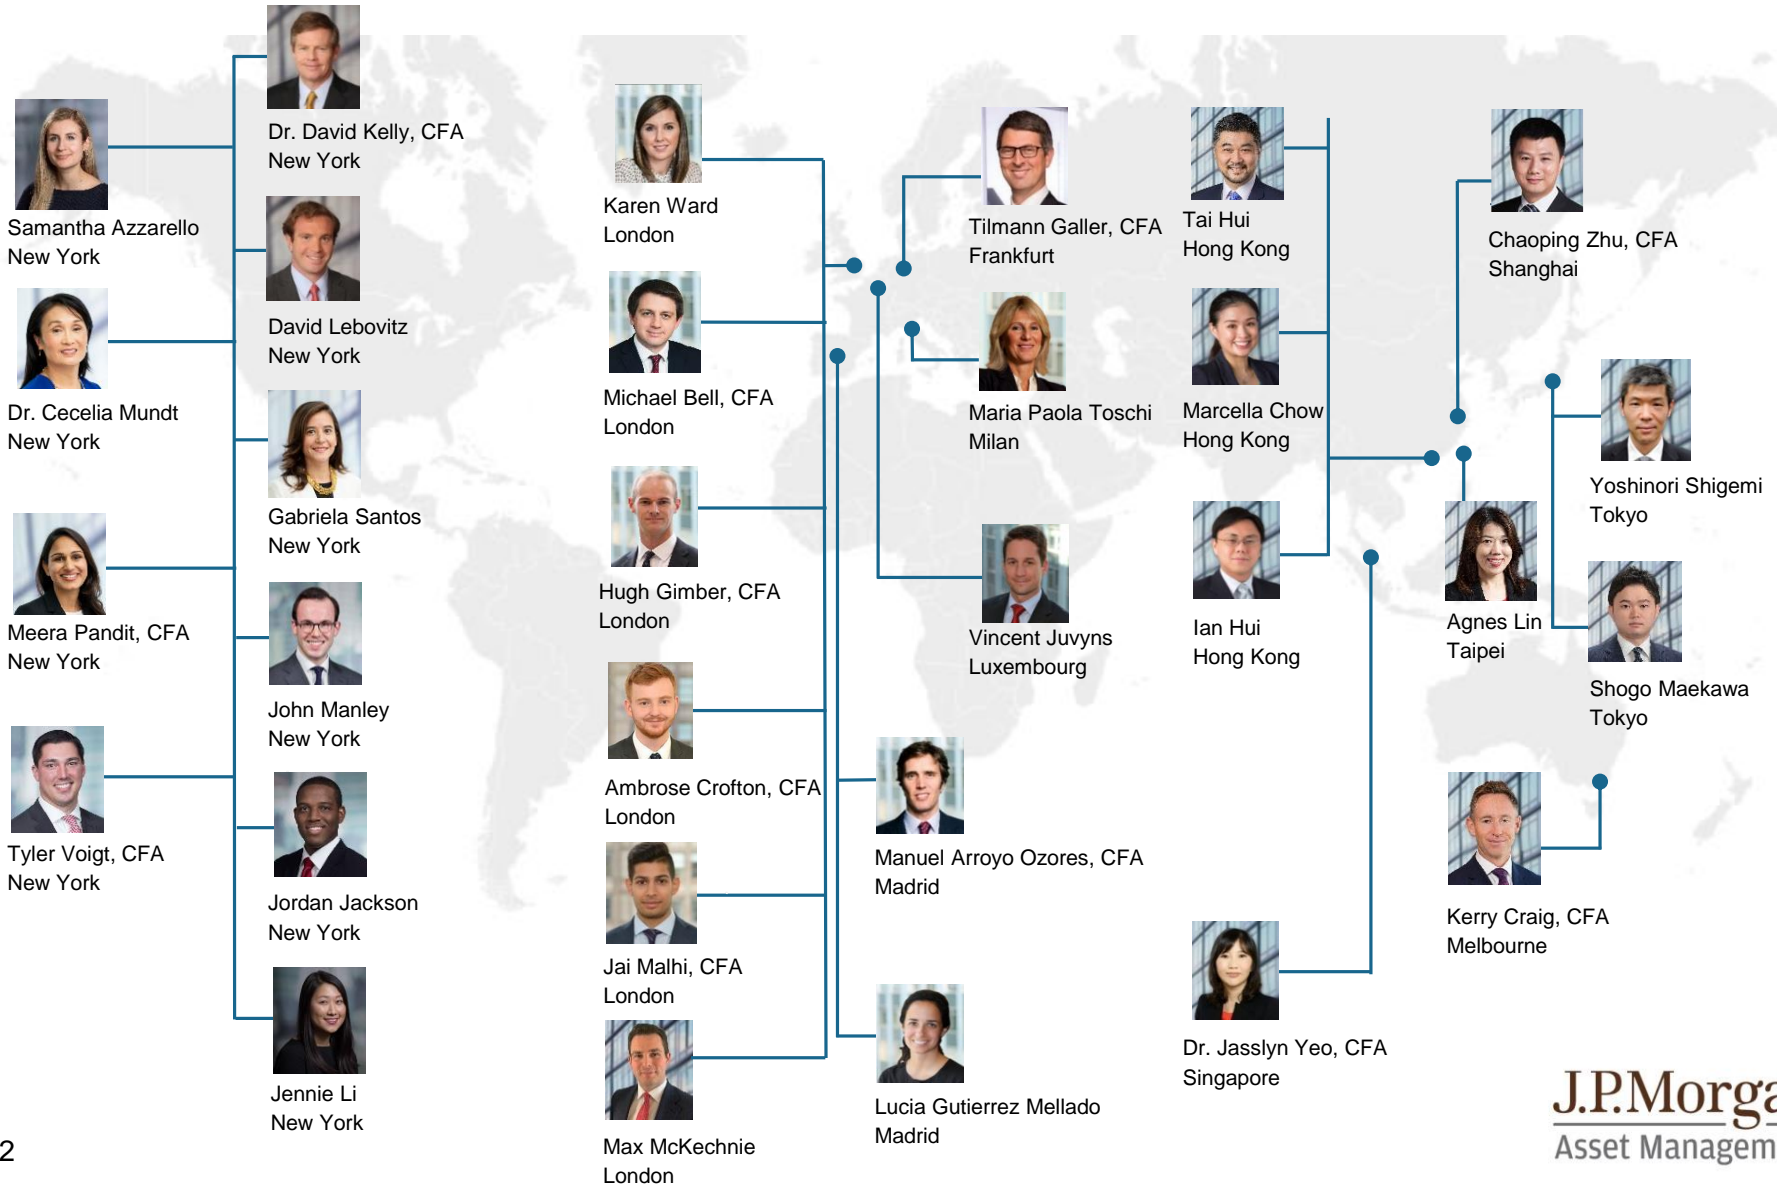 Dr. David Kelly, CFA
New York
Samantha Azzarello
New York
David Lebovitz
New York
Dr. Cecelia Mundt
New York
Gabriela Santos
New York
Meera Pandit, CFA
New York
John Manley
New York
Tyler Voigt, CFA
New York
Jordan Jackson
New York
Jennie Li
New York
Karen Ward
London
Michael Bell, CFA
London
Hugh Gimber, CFA
London
Ambrose Crofton, CFA
London
Jai Malhi, CFA
London
Max McKechnie
London
Tilmann Galler, CFA
Frankfurt
Maria Paola Toschi
Milan
Vincent Juvyns
Luxembourg
Manuel Arroyo Ozores, CFA
Madrid
Lucia Gutierrez Mellado
Madrid
Tai Hui
Hong Kong
Marcella Chow
Hong Kong
Ian Hui
Hong Kong
Dr. Jasslyn Yeo, CFA
Singapore
Chaoping Zhu, CFA
Shanghai
Yoshinori Shigemi
Tokyo
Agnes Lin
Taipei
Shogo Maekawa
Tokyo
Kerry Craig, CFA
Melbourne
2
J.P.Morga
Asset Managem